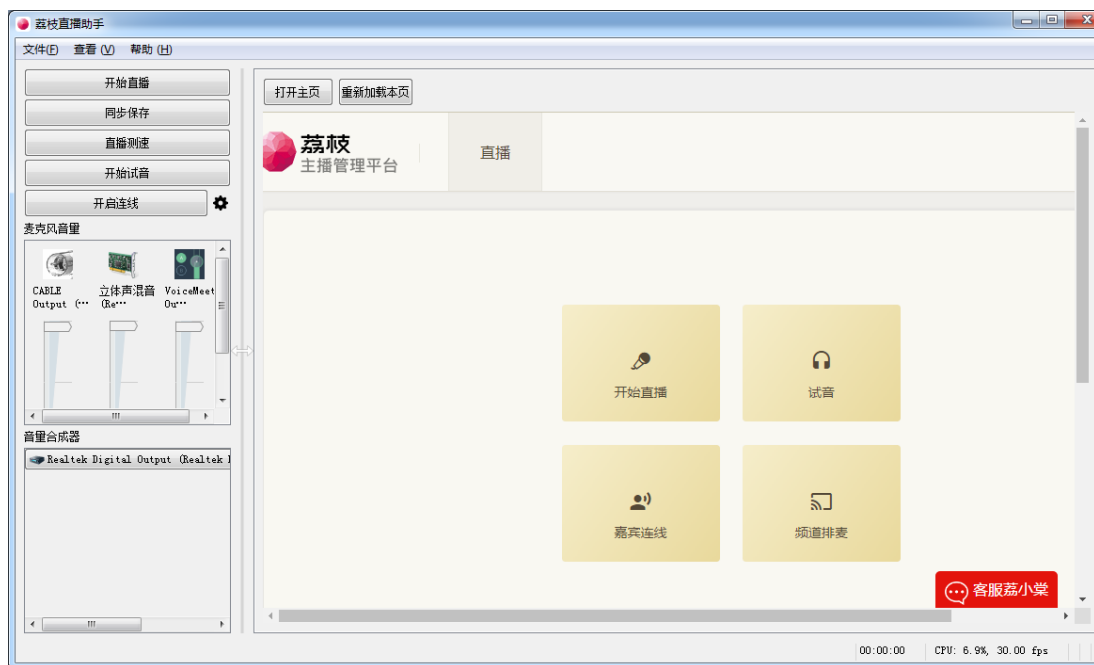 荔枝直播助手
文件(F) 查看 (V) 帮助 (H)
开始直播
同步保存
直播测速
开始试音
开启连线
麦克风音量
CABLE
Output (…
立体声混音
(Re…
VoiceMeet
Ou…
音量合成器
Realtek Digital Output (Realtek
打开主页
重新加载本页
荔枝
主播管理平台
直播
开始直播
试音
嘉宾连线
频道排麦
客服荔小棠
00:00:00
CPU: 6.9%, 30.00 fps